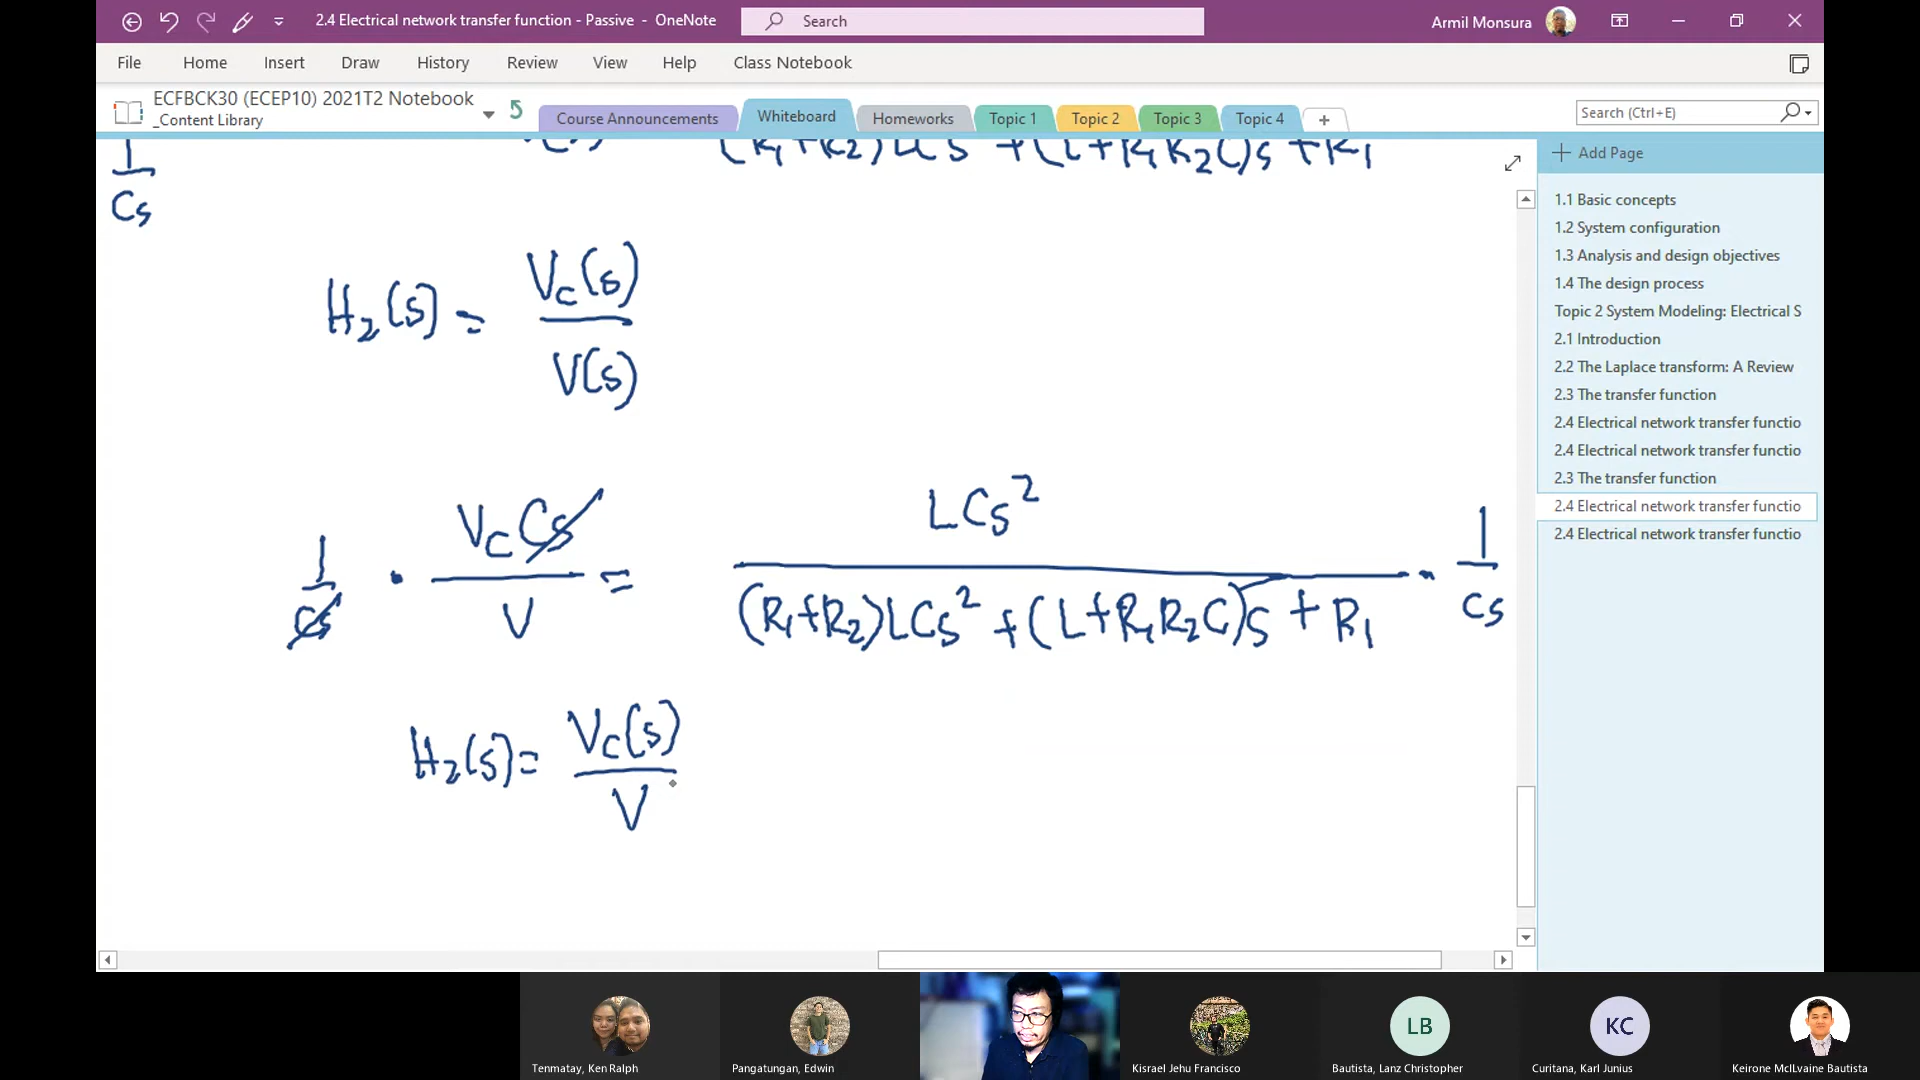 2.4 Electrical network transfer function - Passive - OneNote
Search
Armil Monsura
File Home Insert Draw History Review View Help Class Notebook
ECFBCK30 (ECEP10) 2021T2 Notebook
_Content Library
Course Announcements Whiteboard Homeworks Topic 1 Topic 2 Topic 3 Topic 4 +
Search (Ctrl+E)
Add Page
1.1 Basic concepts
1.2 System configuration
1.3 Analysis and design objectives
1.4 The design process
Topic 2 System Modeling: Electrical S
2.1 Introduction
2.2 The Laplace transform: A Review
2.3 The transfer function
2.4 Electrical network transfer functio
2.4 Electrical network transfer functio
2.3 The transfer function
2.4 Electrical network transfer functio
2.4 Electrical network transfer functio
1/Cs
(R₁+R₂)LCs² + (L+R₁R₂C)s + R₁
H₂(s) = Vc(s)/V(s)
1/Cs · VcCs/V = LCs²/((R₁+R₂)LCs² + (L+R₁R₂C)s + R₁) · 1/Cs
H₂(s) = Vc(s)/V
Tenmatay, Ken Ralph
Pangatungan, Edwin
Kisrael Jehu Francisco
LB
Bautista, Lanz Christopher
KC
Curitana, Karl Junius
Keirone McILvaine Bautista